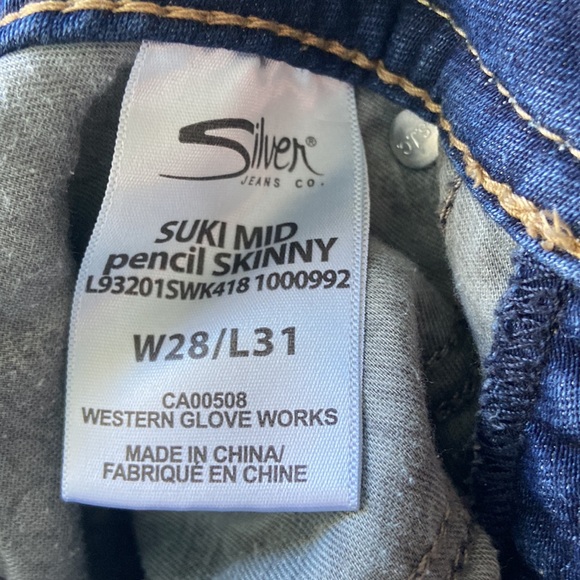 Silver®
JEANS CO.
SUKI MID
pencil SKINNY
L93201SWK418 1000992
W28/L31
CA00508
WESTERN GLOVE WORKS
MADE IN CHINA/
FABRIQUÉ EN CHINE